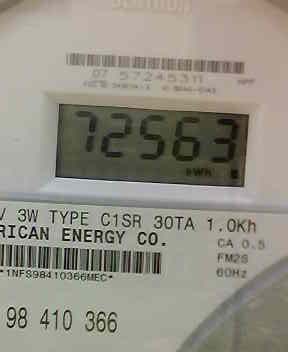 07 57245311
72563
kWh
V 3W TYPE C1SR 30TA 1.0Kh
RICAN ENERGY CO.
CA 0.5
FM2S
60Hz
*1NFS98410366MEC*
98 410 366